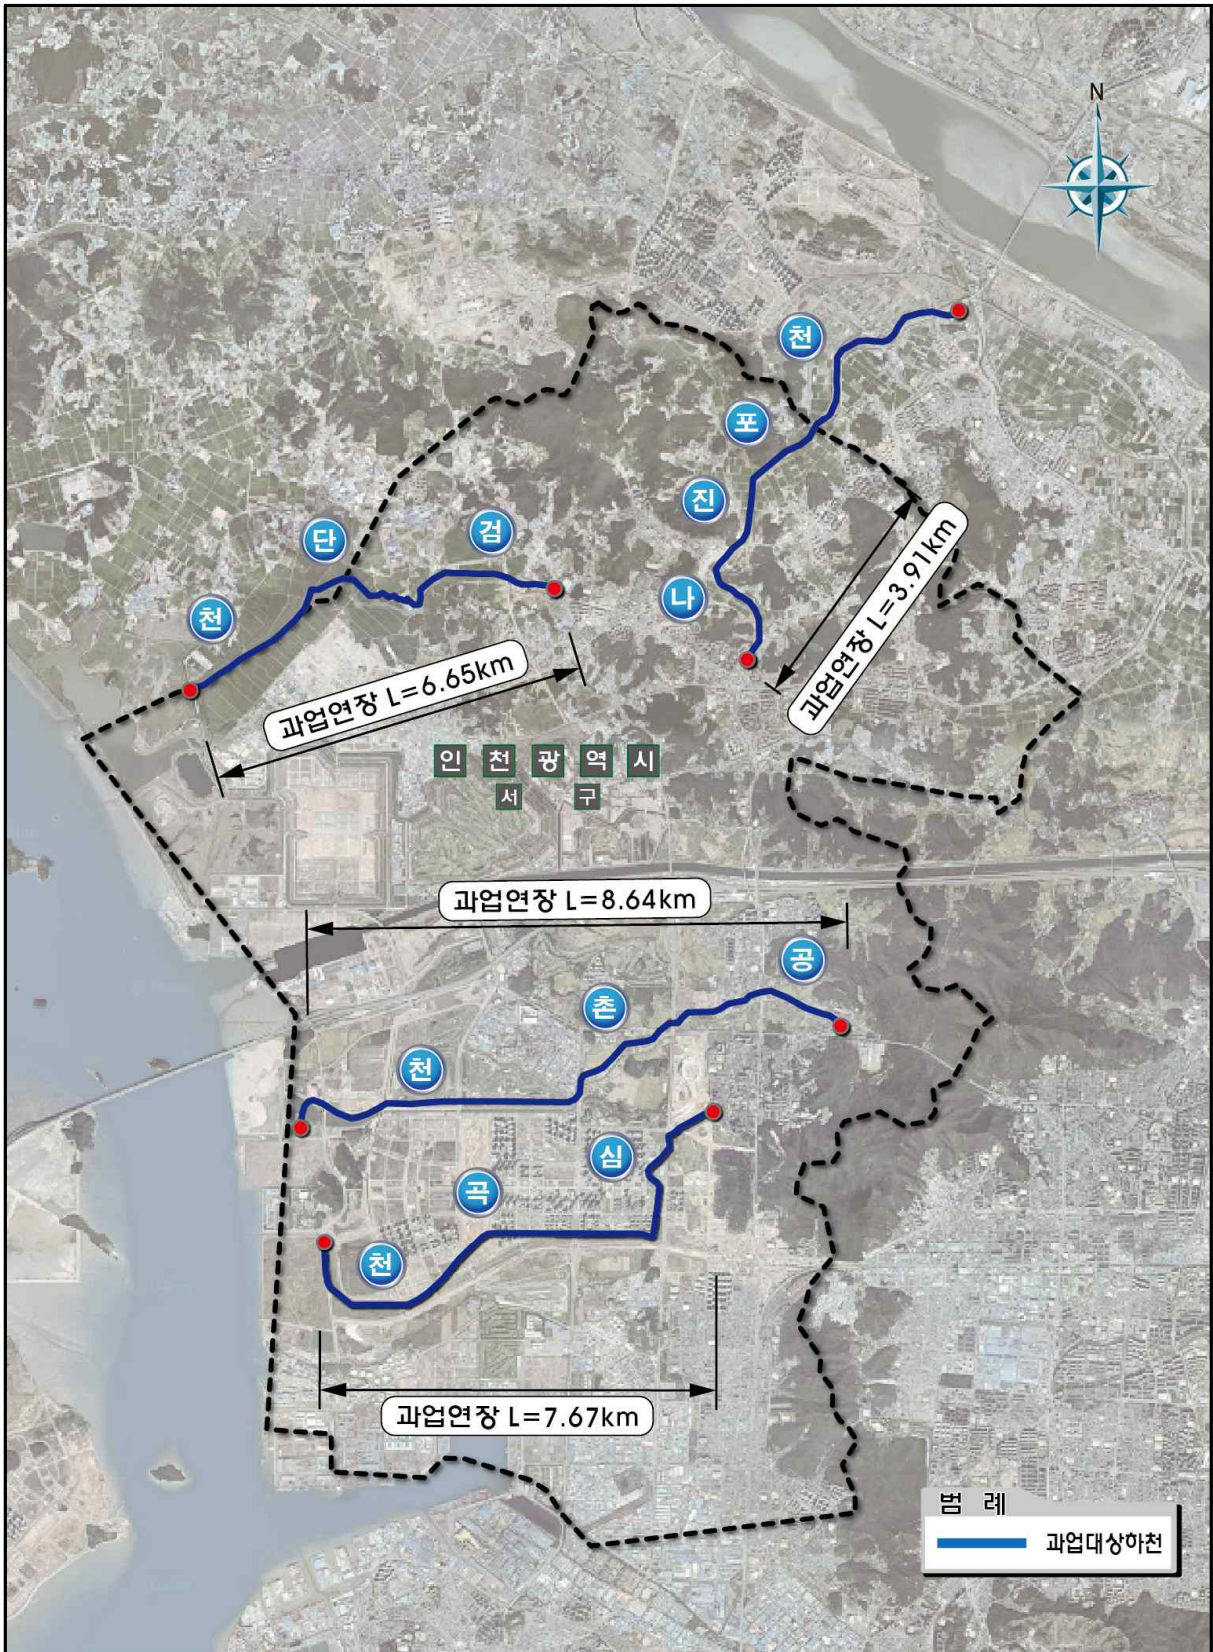 N
천
포
진
나
과업연장 L=3.91km
검
단
천
과업연장 L=6.65km
인 천 광 역 시
서 구
과업연장 L=8.64km
공
촌
천
심
곡
천
과업연장 L=7.67km
범 례
과업대상하천